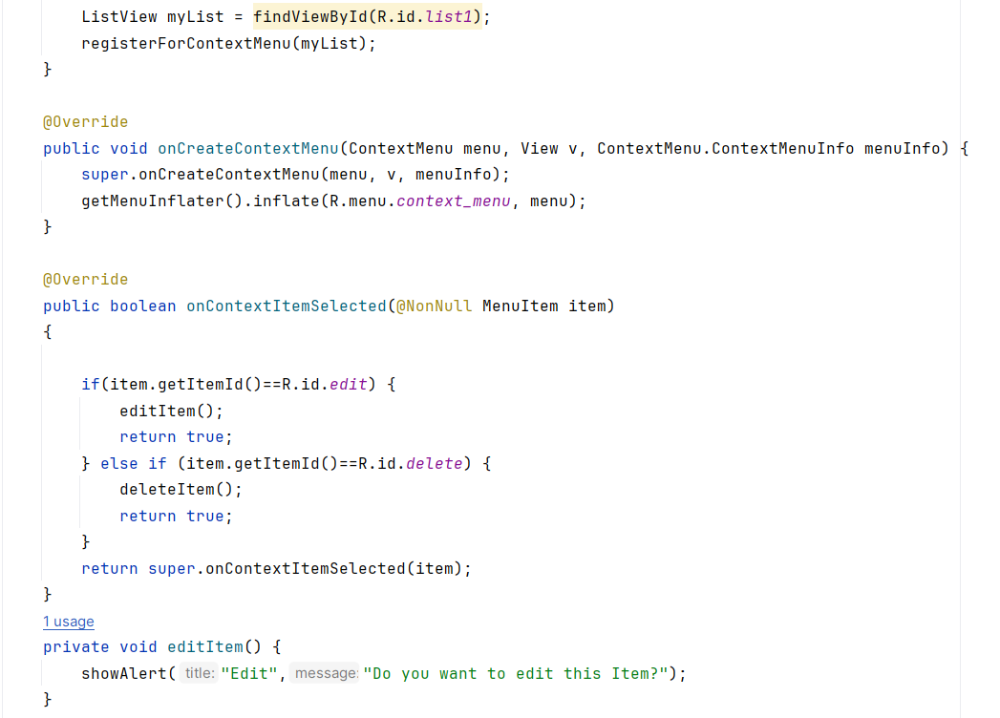 ListView myList = findViewById(R.id.list1);
registerForContextMenu(myList);
}
@Override
public void onCreateContextMenu(ContextMenu menu, View v, ContextMenu.ContextMenuInfo menuInfo) {
super.onCreateContextMenu(menu, v, menuInfo);
getMenuInflater().inflate(R.menu.context_menu, menu);
}
@Override
public boolean onContextItemSelected(@NonNull MenuItem item)
{
if(item.getItemId()==R.id.edit) {
editItem();
return true;
} else if (item.getItemId()==R.id.delete) {
deleteItem();
return true;
}
return super.onContextItemSelected(item);
}
1 usage
private void editItem() {
showAlert( title: "Edit", message: "Do you want to edit this Item?");
}